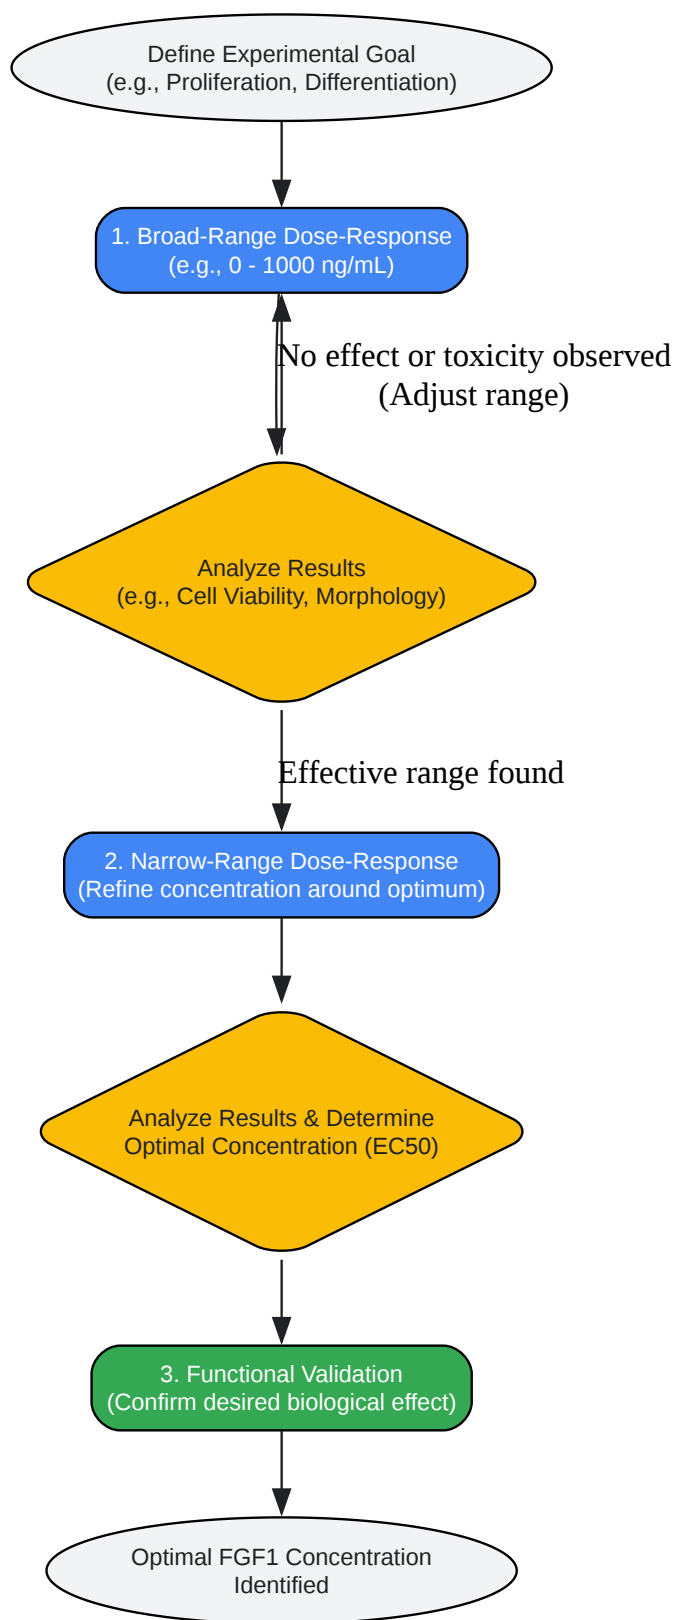 Define Experimental Goal
(e.g., Proliferation, Differentiation)
1. Broad-Range Dose-Response
(e.g., 0 - 1000 ng/mL)
No effect or toxicity observed
(Adjust range)
Analyze Results
(e.g., Cell Viability, Morphology)
Effective range found
2. Narrow-Range Dose-Response
(Refine concentration around optimum)
Analyze Results & Determine
Optimal Concentration (EC50)
3. Functional Validation
(Confirm desired biological effect)
Optimal FGF1 Concentration
Identified